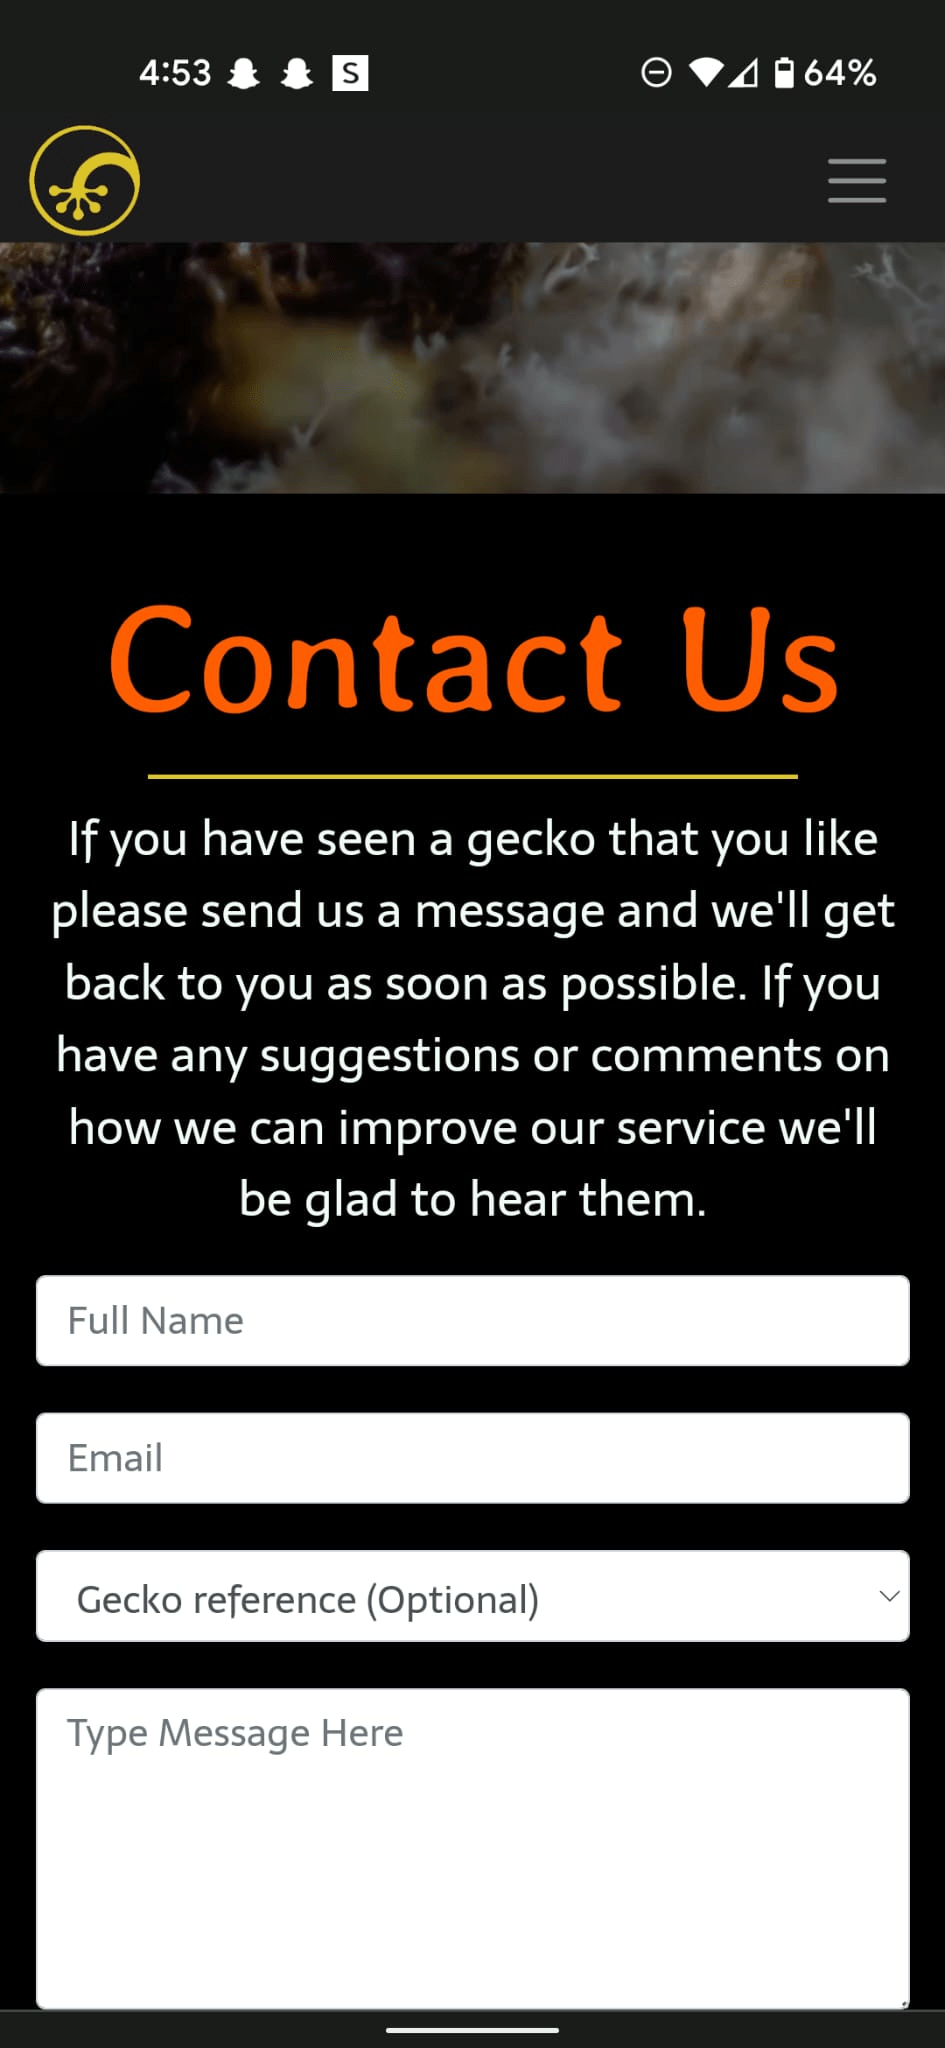 4:53 S 64%
Contact Us
If you have seen a gecko that you like
please send us a message and we'll get
back to you as soon as possible. If you
have any suggestions or comments on
how we can improve our service we'll
be glad to hear them.
Full Name
Email
Gecko reference (Optional)
Type Message Here